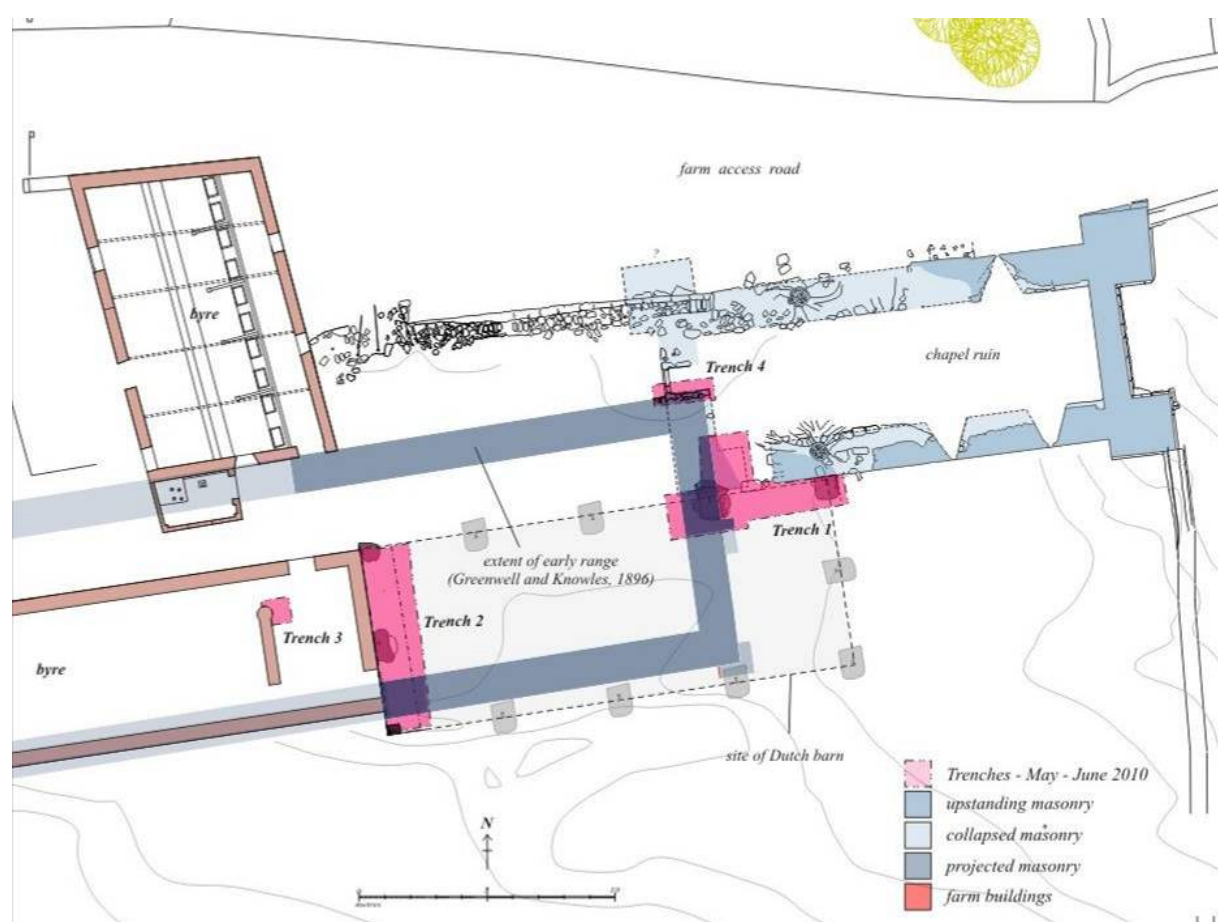 farm access road
?
byre
chapel ruin
Trench 4
Trench 1
extent of early range
(Greenwell and Knowles, 1896)
Trench 3
Trench 2
byre
site of Dutch barn
N
0
10
Trenches - May - June 2010
upstanding masonry
collapsed masonry
projected masonry
farm buildings